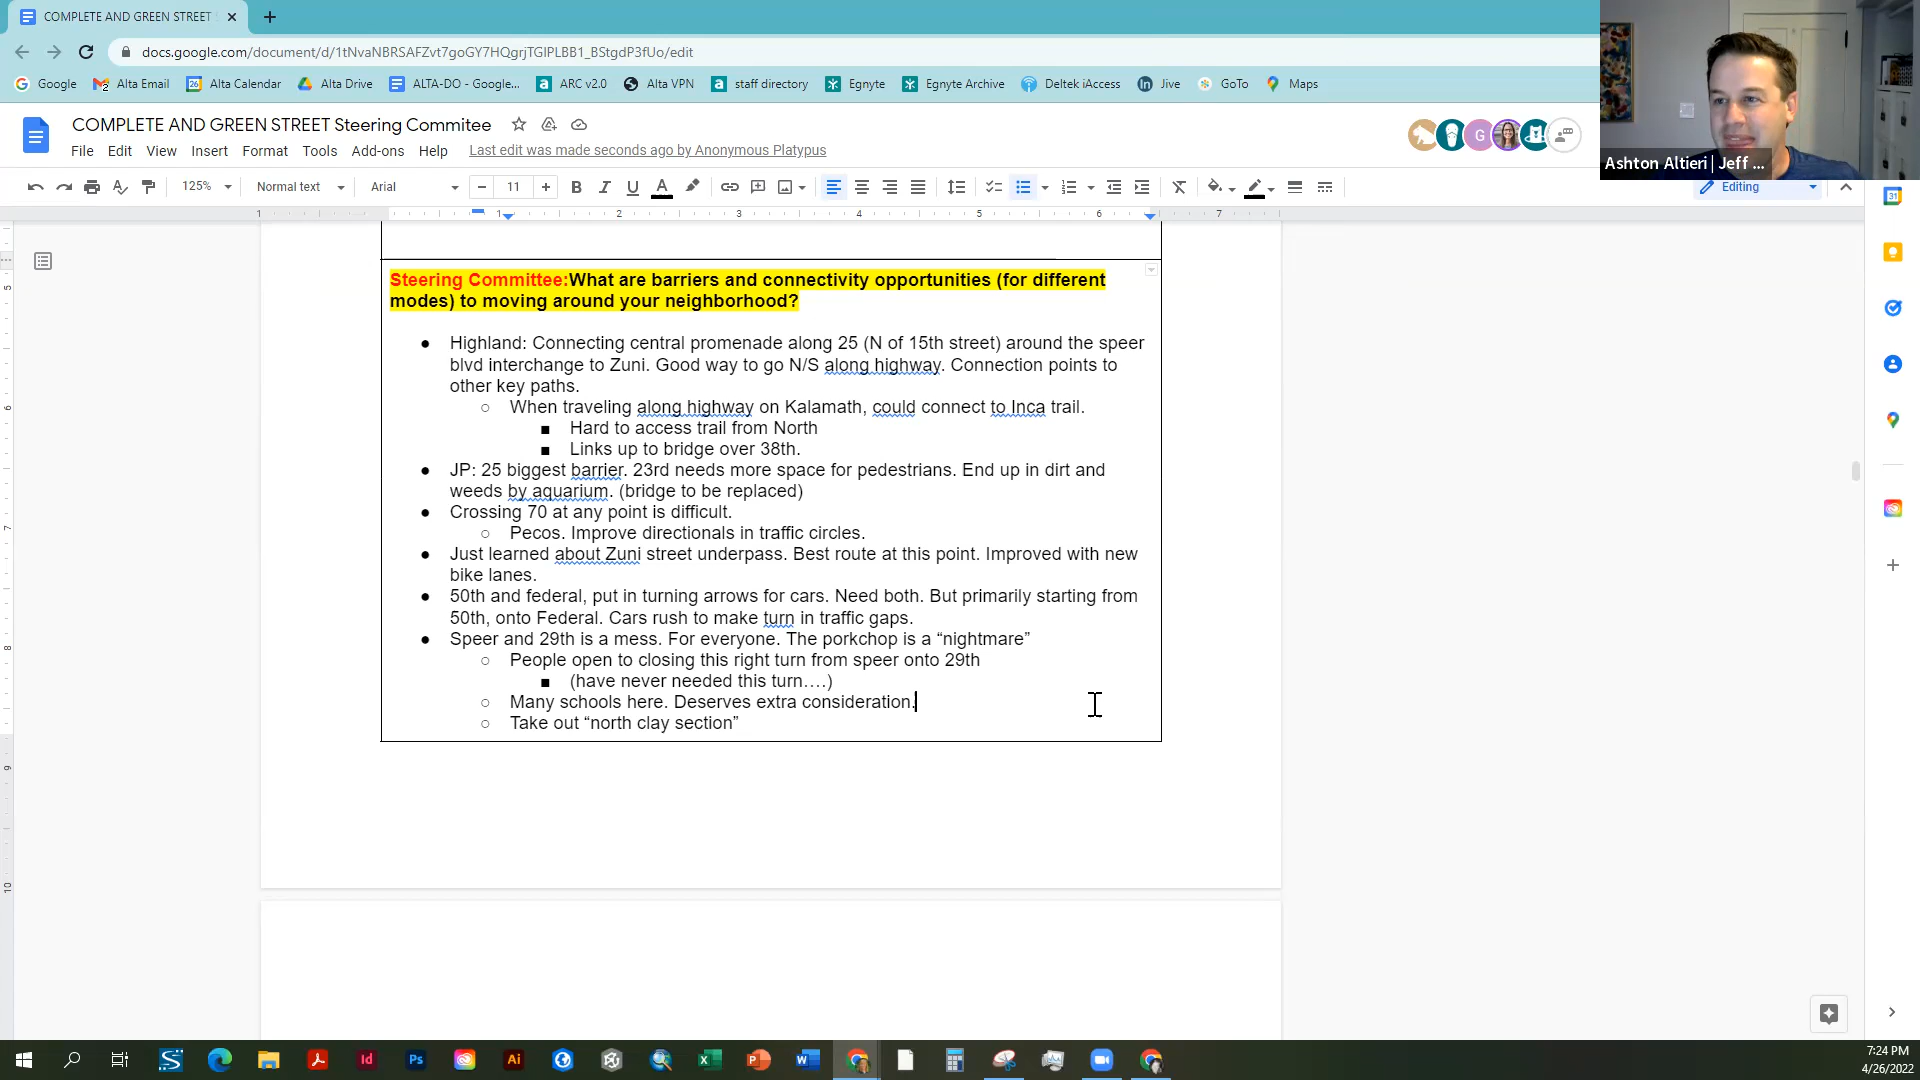 COMPLETE AND GREEN STREET
docs.google.com/document/d/1tNvaNBRSAFZvt7goGY7HQgrjTGlPLBB1_BStgdP3fUo/edit
Google Alta Email Alta Calendar Alta Drive ALTA-DO - Google... ARC v2.0 Alta VPN staff directory Egnyte Egnyte Archive Deltek iAccess Jive GoTo Maps
COMPLETE AND GREEN STREET Steering Commitee
File Edit View Insert Format Tools Add-ons Help Last edit was made seconds ago by Anonymous Platypus
Ashton Altieri | Jeff ...
125% Normal text Arial 11 Editing
1 1 2 3 4 5 6 7
Steering Committee:What are barriers and connectivity opportunities (for different
modes) to moving around your neighborhood?
● Highland: Connecting central promenade along 25 (N of 15th street) around the speer
blvd interchange to Zuni. Good way to go N/S along highway. Connection points to
other key paths.
○ When traveling along highway on Kalamath, could connect to Inca trail.
■ Hard to access trail from North
■ Links up to bridge over 38th.
● JP: 25 biggest barrier. 23rd needs more space for pedestrians. End up in dirt and
weeds by aquarium. (bridge to be replaced)
● Crossing 70 at any point is difficult.
○ Pecos. Improve directionals in traffic circles.
● Just learned about Zuni street underpass. Best route at this point. Improved with new
bike lanes.
● 50th and federal, put in turning arrows for cars. Need both. But primarily starting from
50th, onto Federal. Cars rush to make turn in traffic gaps.
● Speer and 29th is a mess. For everyone. The porkchop is a “nightmare”
○ People open to closing this right turn from speer onto 29th
■ (have never needed this turn….)
○ Many schools here. Deserves extra consideration.
○ Take out “north clay section”
7:24 PM
4/26/2022